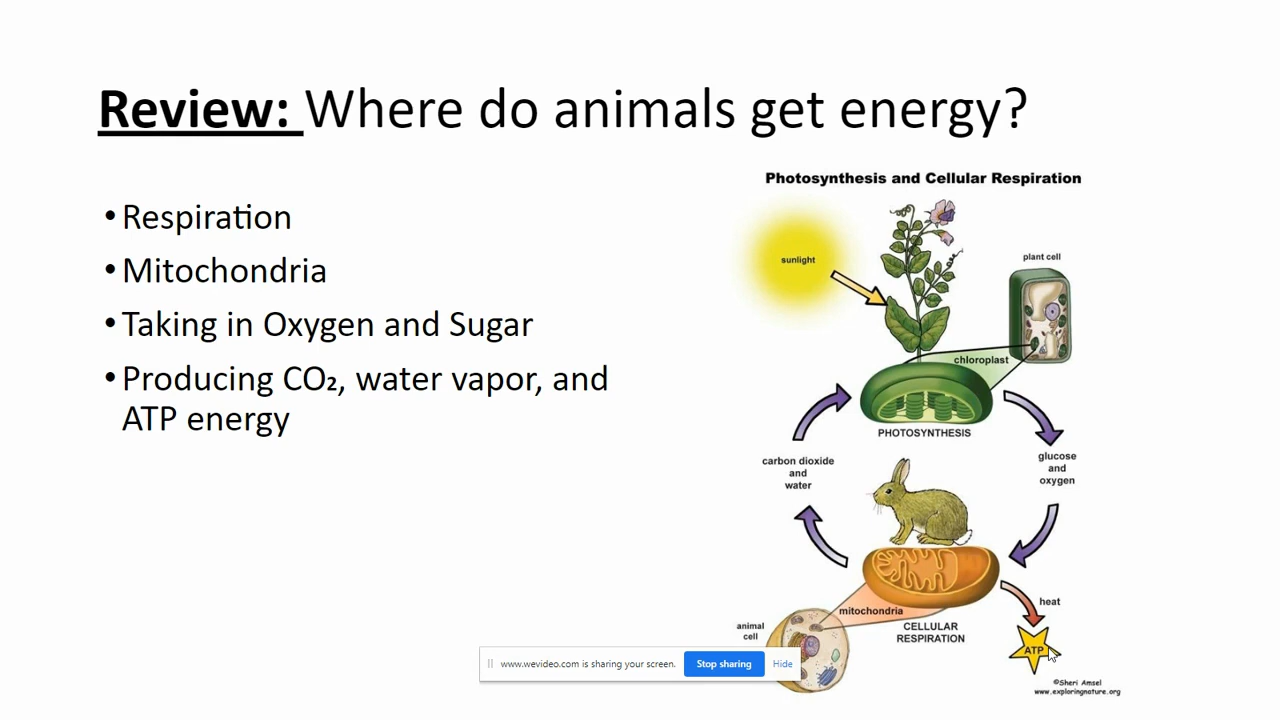 Review: Where do animals get energy?
• Respiration
• Mitochondria
• Taking in Oxygen and Sugar
• Producing CO₂, water vapor, and
ATP energy
Photosynthesis and Cellular Respiration
sunlight
plant cell
chloroplast
PHOTOSYNTHESIS
carbon dioxide
and
water
glucose
and
oxygen
mitochondria
heat
animal
cell
CELLULAR
RESPIRATION
ATP
©Sheri Amsel
www.exploringnature.org
www.wevideo.com is sharing your screen.
Stop sharing
Hide